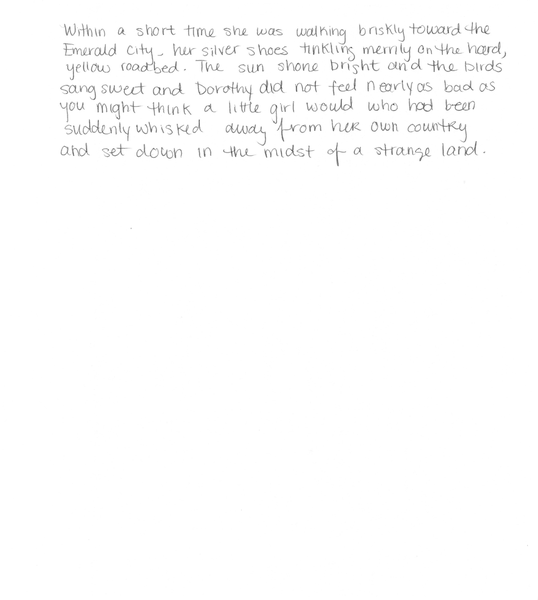 Within a short time she was walking briskly toward the
Emerald City, her silver shoes tinkling merrily on the hard,
yellow roadbed. The sun shone bright and the birds
sang sweet and Dorothy did not feel nearly as bad as
you might think a little girl would who had been
suddenly whisked away from her own country
and set down in the midst of a strange land.